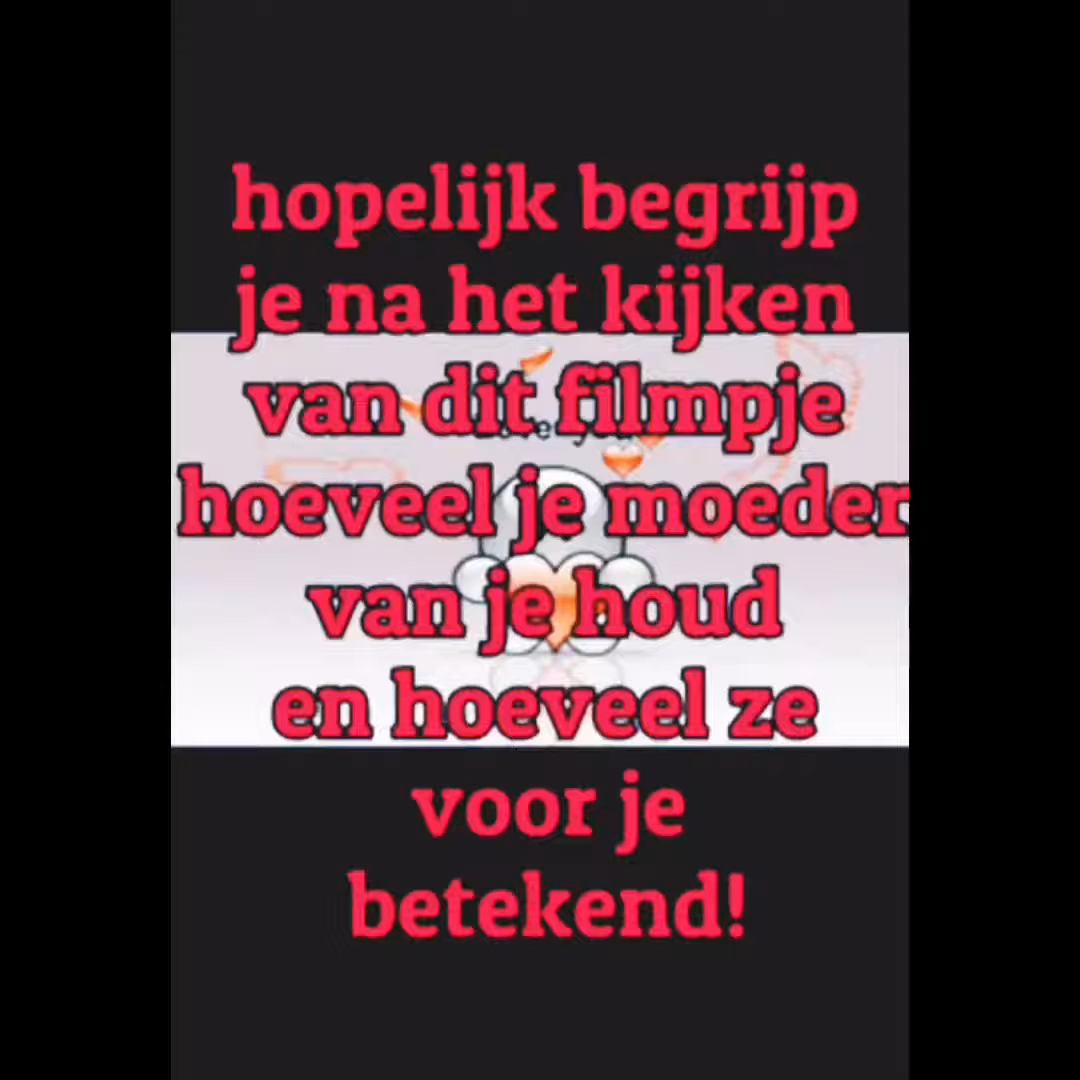 hopelijk begrijp
je na het kijken
van dit filmpje
hoeveel je moeder
van je houd
en hoeveel ze
voor je
betekend!